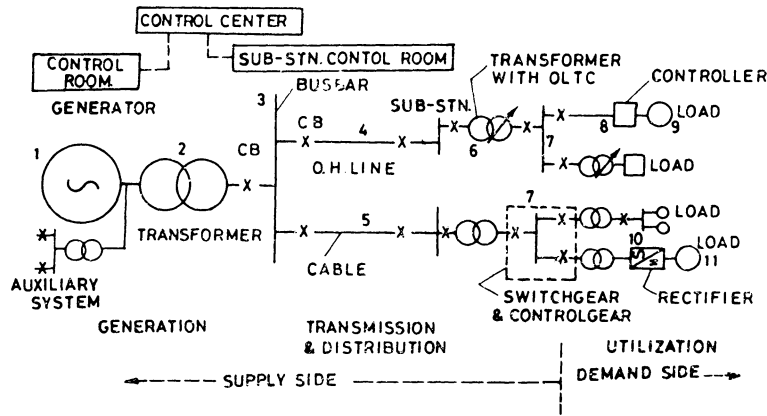 CONTROL CENTER
CONTROL
ROOM.
SUB-STN. CONTOL ROOM
TRANSFORMER
WITH OLTC
CONTROLLER
GENERATOR
3
BUSBAR
SUB-STN.
CB
4
6
7
8
9
LOAD
1
2
CB
O.H. LINE
LOAD
TRANSFORMER
5
CABLE
7
LOAD
10
LOAD
11
AUXILIARY
SYSTEM
SWITCHGEAR
& CONTROLGEAR
RECTIFIER
GENERATION
TRANSMISSION
& DISTRIBUTION
UTILIZATION
SUPPLY SIDE
DEMAND SIDE